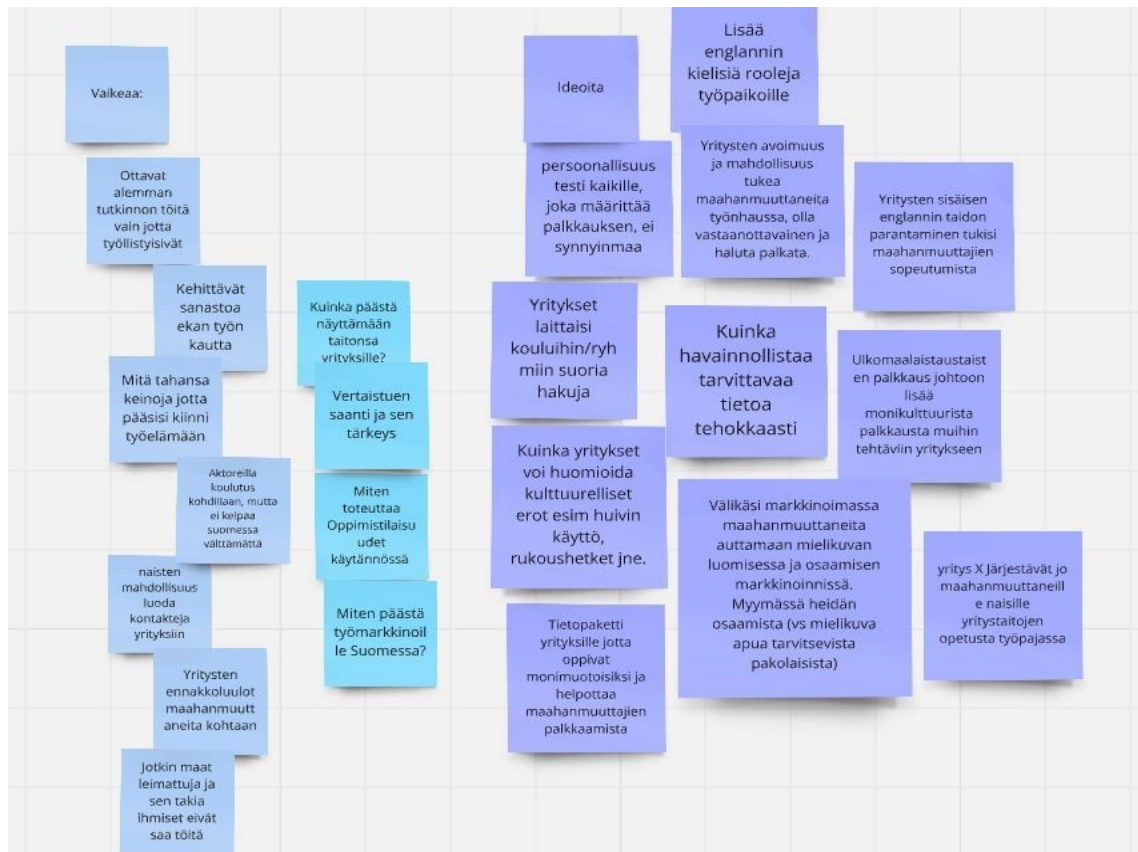 Vaikeaa:
Ottavat
alemman
tutkinnon töitä
vain jotta
työllistyisivät
Kehittävät
sanastoa
ekan työn
kautta
Mitä tahansa
keinoja jotta
pääsisi kiinni
työelämään
Aktoreilla
koulutus
kohdillaan, mutta
ei kelpaa
suomessa
välttämättä
naisten
mahdollisuus
luoda
kontakteja
yrityksiin
Yritysten
ennakkoluulot
maahanmuutt
aneita kohtaan
Jotkin maat
leimattuja ja
sen takia
ihmiset eivät
saa töitä
Kuinka päästä
näyttämään
taitonsa
yrityksille?
Vertaistuen
saanti ja sen
tärkeys
Miten
toteuttaa
Oppimistilaisu
udet
käytännössä
Miten päästä
työmarkkinoil
le Suomessa?
Ideoita
Lisää
englannin
kielisiä rooleja
työpaikoille
persoonallisuus
testi kaikille,
joka määrittää
palkkauksen, ei
synnyinmaa
Yritysten avoimuus
ja mahdollisuus
tukea
maahanmuuttaneita
työnhaussa, olla
vastaanottavainen ja
haluta palkata.
Yritysten sisäisen
englannin taidon
parantaminen tukisi
maahanmuuttajien
sopeutumista
Yritykset
laittaisi
kouluihin/ryh
miin suoria
hakuja
Kuinka
havainnollistaa
tarvittavaa
tietoa
tehokkaasti
Ulkomaalaistaustaist
en palkkaus johtoon
lisää
monikulttuurista
palkkausta muihin
tehtäviin yritykseen
Kuinka yritykset
voi huomioida
kulttuurelliset
erot esim huivin
käyttö,
rukoushetket jne.
Välikäsi markkinoimassa
maahanmuuttaneita
auttamaan mielikuvan
luomisessa ja osaamisen
markkinoinnissä.
Myymässä heidän
osaamista (vs mielikuva
apua tarvitsevista
pakolaisista)
yritys X Järjestävät jo
maahanmuuttaneill
e naisille
yritystaitojen
opetusta työpajassa
Tietopaketti
yrityksille jotta
oppivat
monimuotoisiksi ja
helpottaa
maahanmuuttajien
palkkaamista